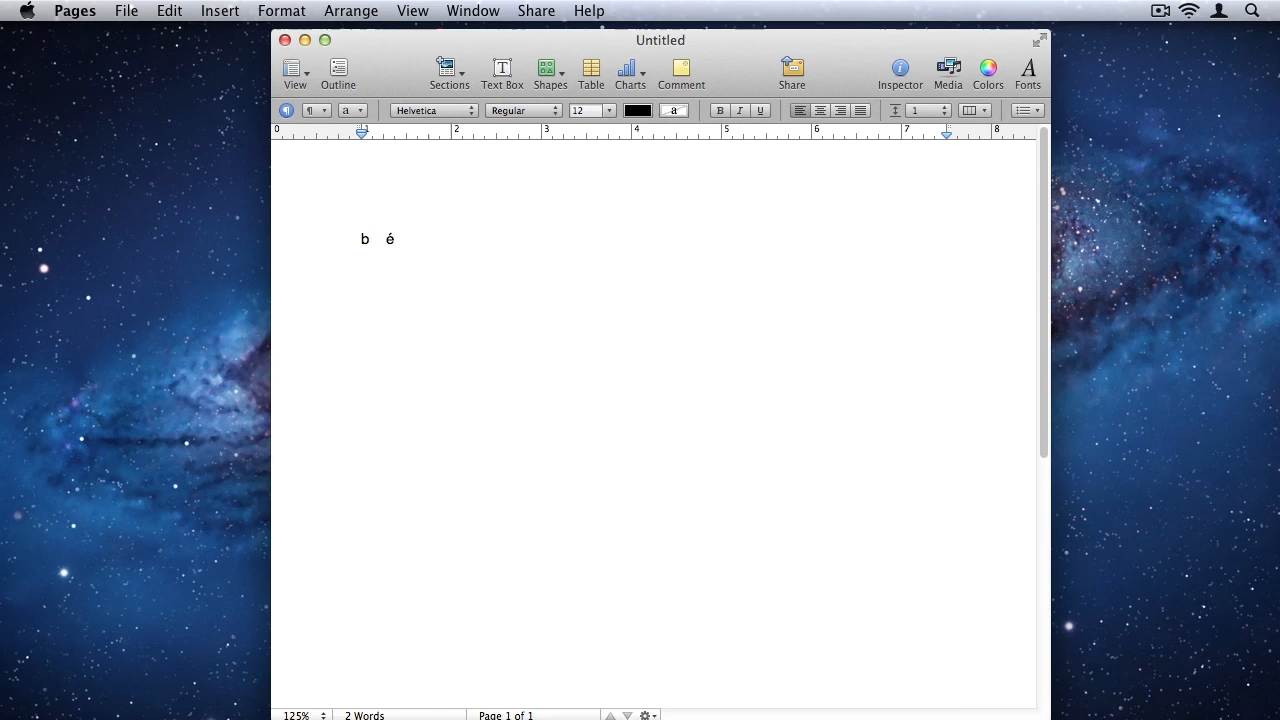 Pages File Edit Insert Format Arrange View Window Share Help
Untitled
View Outline Sections Text Box Shapes Table Charts Comment Share Inspector Media Colors Fonts
¶ ¶ a Helvetica Regular 12 a B I U 1
0 1 2 3 4 5 6 7 8
b é
125% 2 Words Page 1 of 1